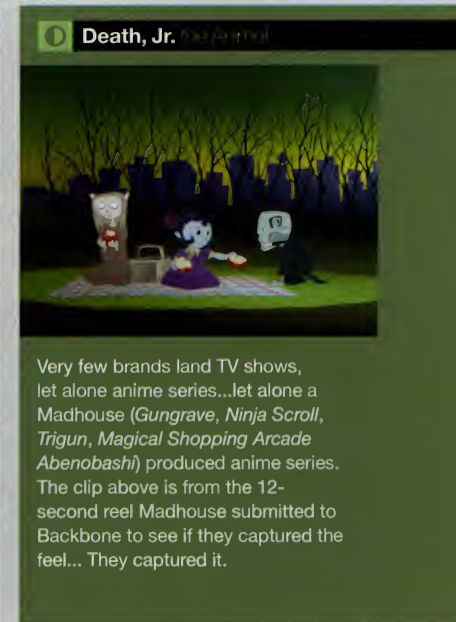 Death, Jr. the Anime!
Very few brands land TV shows,
let alone anime series...let alone a
Madhouse (Gungrave, Ninja Scroll,
Trigun, Magical Shopping Arcade
Abenobashi) produced anime series.
The clip above is from the 12-
second reel Madhouse submitted to
Backbone to see if they captured the
feel... They captured it.